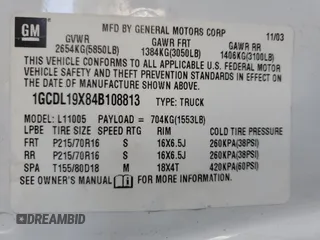 GM
MFD BY GENERAL MOTORS CORP 11/03
GVWR GAWR FRT GAWR RR
2654KG(5850LB) 1384KG(3050LB) 1406KG(3100LB)
THIS VEHICLE CONFORMS TO ALL APPLICABLE U.S. FEDERAL MOTOR
VEHICLE SAFETY AND THEFT PREVENTION STANDARDS IN EFFECT ON
THE DATE OF MANUFACTURE SHOWN ABOVE.
1GCDL19X84B108813 TYPE: TRUCK
MODEL: L11005 PAYLOAD = 704KG(1553LB)
LPBE TIRE SIZE SPEED RIM COLD TIRE PRESSURE
FRT P215/70R16 S 16X6.5J 260KPA(38PSI)
RR P215/70R16 S 16X6.5J 260KPA(38PSI)
SPA T155/80D18 M 18X4T 420KPA(60PSI)
SEE OWNER'S MANUAL FOR ADDITIONAL INFORMATION
DREAMBID